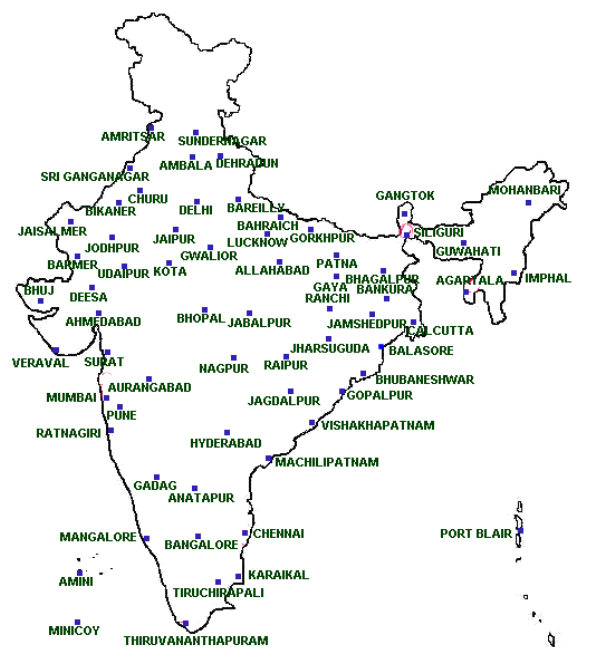 AMRITSAR
SUNDERNAGAR
AMBALA
DEHRADUN
SRI GANGANAGAR
CHURU
BIKANER
DELHI
BAREILLY
GANGTOK
MOHANBARI
JAISALMER
BAHRAICH
SILIGURI
JODHPUR
JAIPUR
LUCKNOW
GORKHPUR
GUWAHATI
GWALIOR
BARMER
UDAIPUR
KOTA
ALLAHABAD
PATNA
BHAGALPUR
AGARTALA
IMPHAL
BHUJ
DEESA
GAYA
BANKURA
RANCHI
AHMEDABAD
BHOPAL
JABALPUR
JAMSHEDPUR
CALCUTTA
JHARSUGUDA
BALASORE
VERAVAL
SURAT
NAGPUR
RAIPUR
AURANGABAD
BHUBANESHWAR
MUMBAI
JAGDALPUR
GOPALPUR
PUNE
RATNAGIRI
VISHAKHAPATNAM
HYDERABAD
MACHILIPATNAM
GADAG
ANATAPUR
MANGALORE
BANGALORE
CHENNAI
PORT BLAIR
AMINI
KARAIKAL
TIRUCHIRAPALI
MINICOY
THIRUVANANTHAPURAM